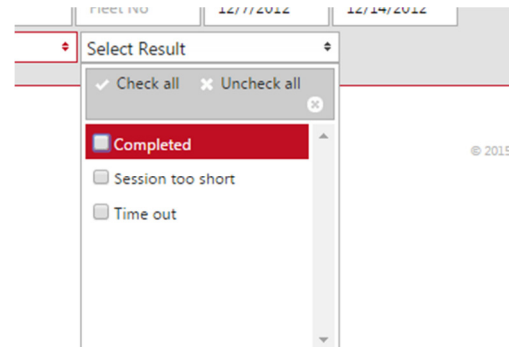 Fleet No 12/7/2012 12/14/2012
Select Result
Check all Uncheck all
Completed
© 2015
Session too short
Time out